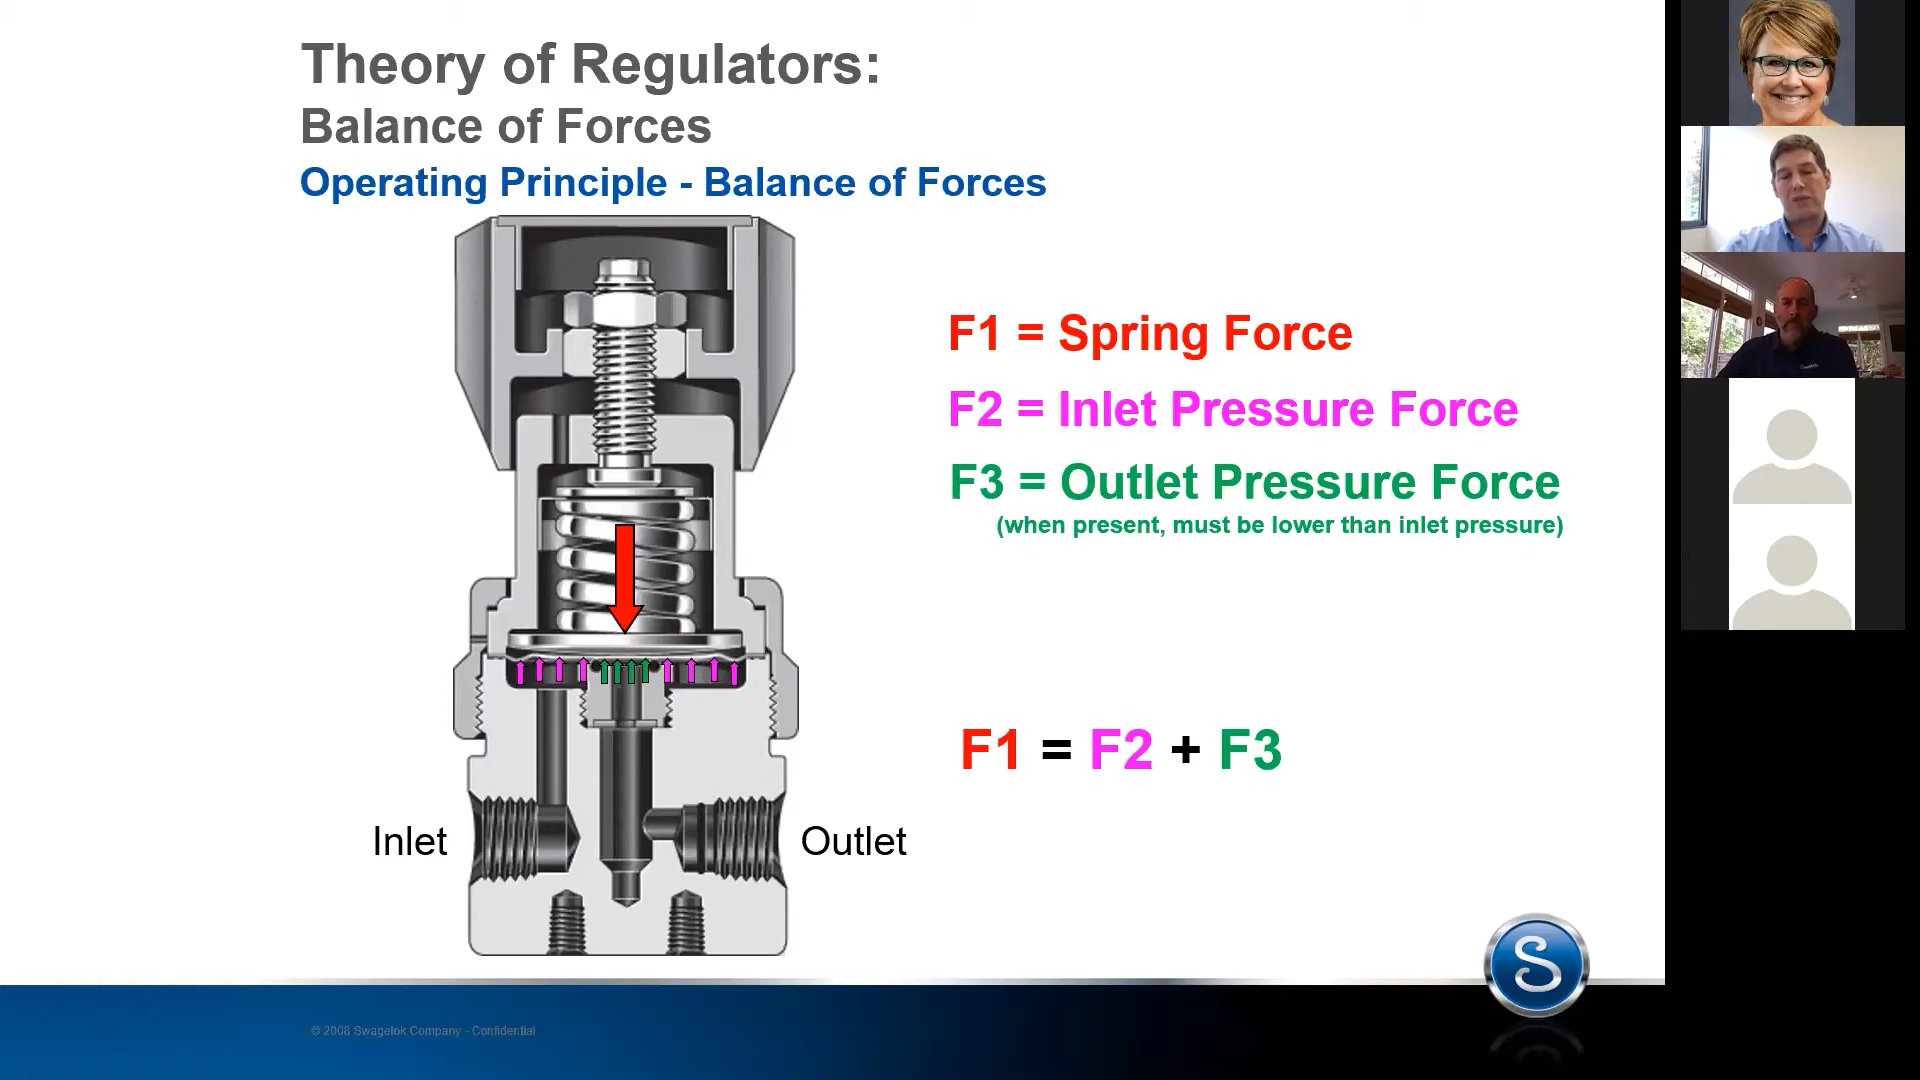 Theory of Regulators:
Balance of Forces
Operating Principle - Balance of Forces
F1 = Spring Force
F2 = Inlet Pressure Force
F3 = Outlet Pressure Force
(when present, must be lower than inlet pressure)
F1 = F2 + F3
Inlet
Outlet
S
© 2008 Swagelok Company - Confidential